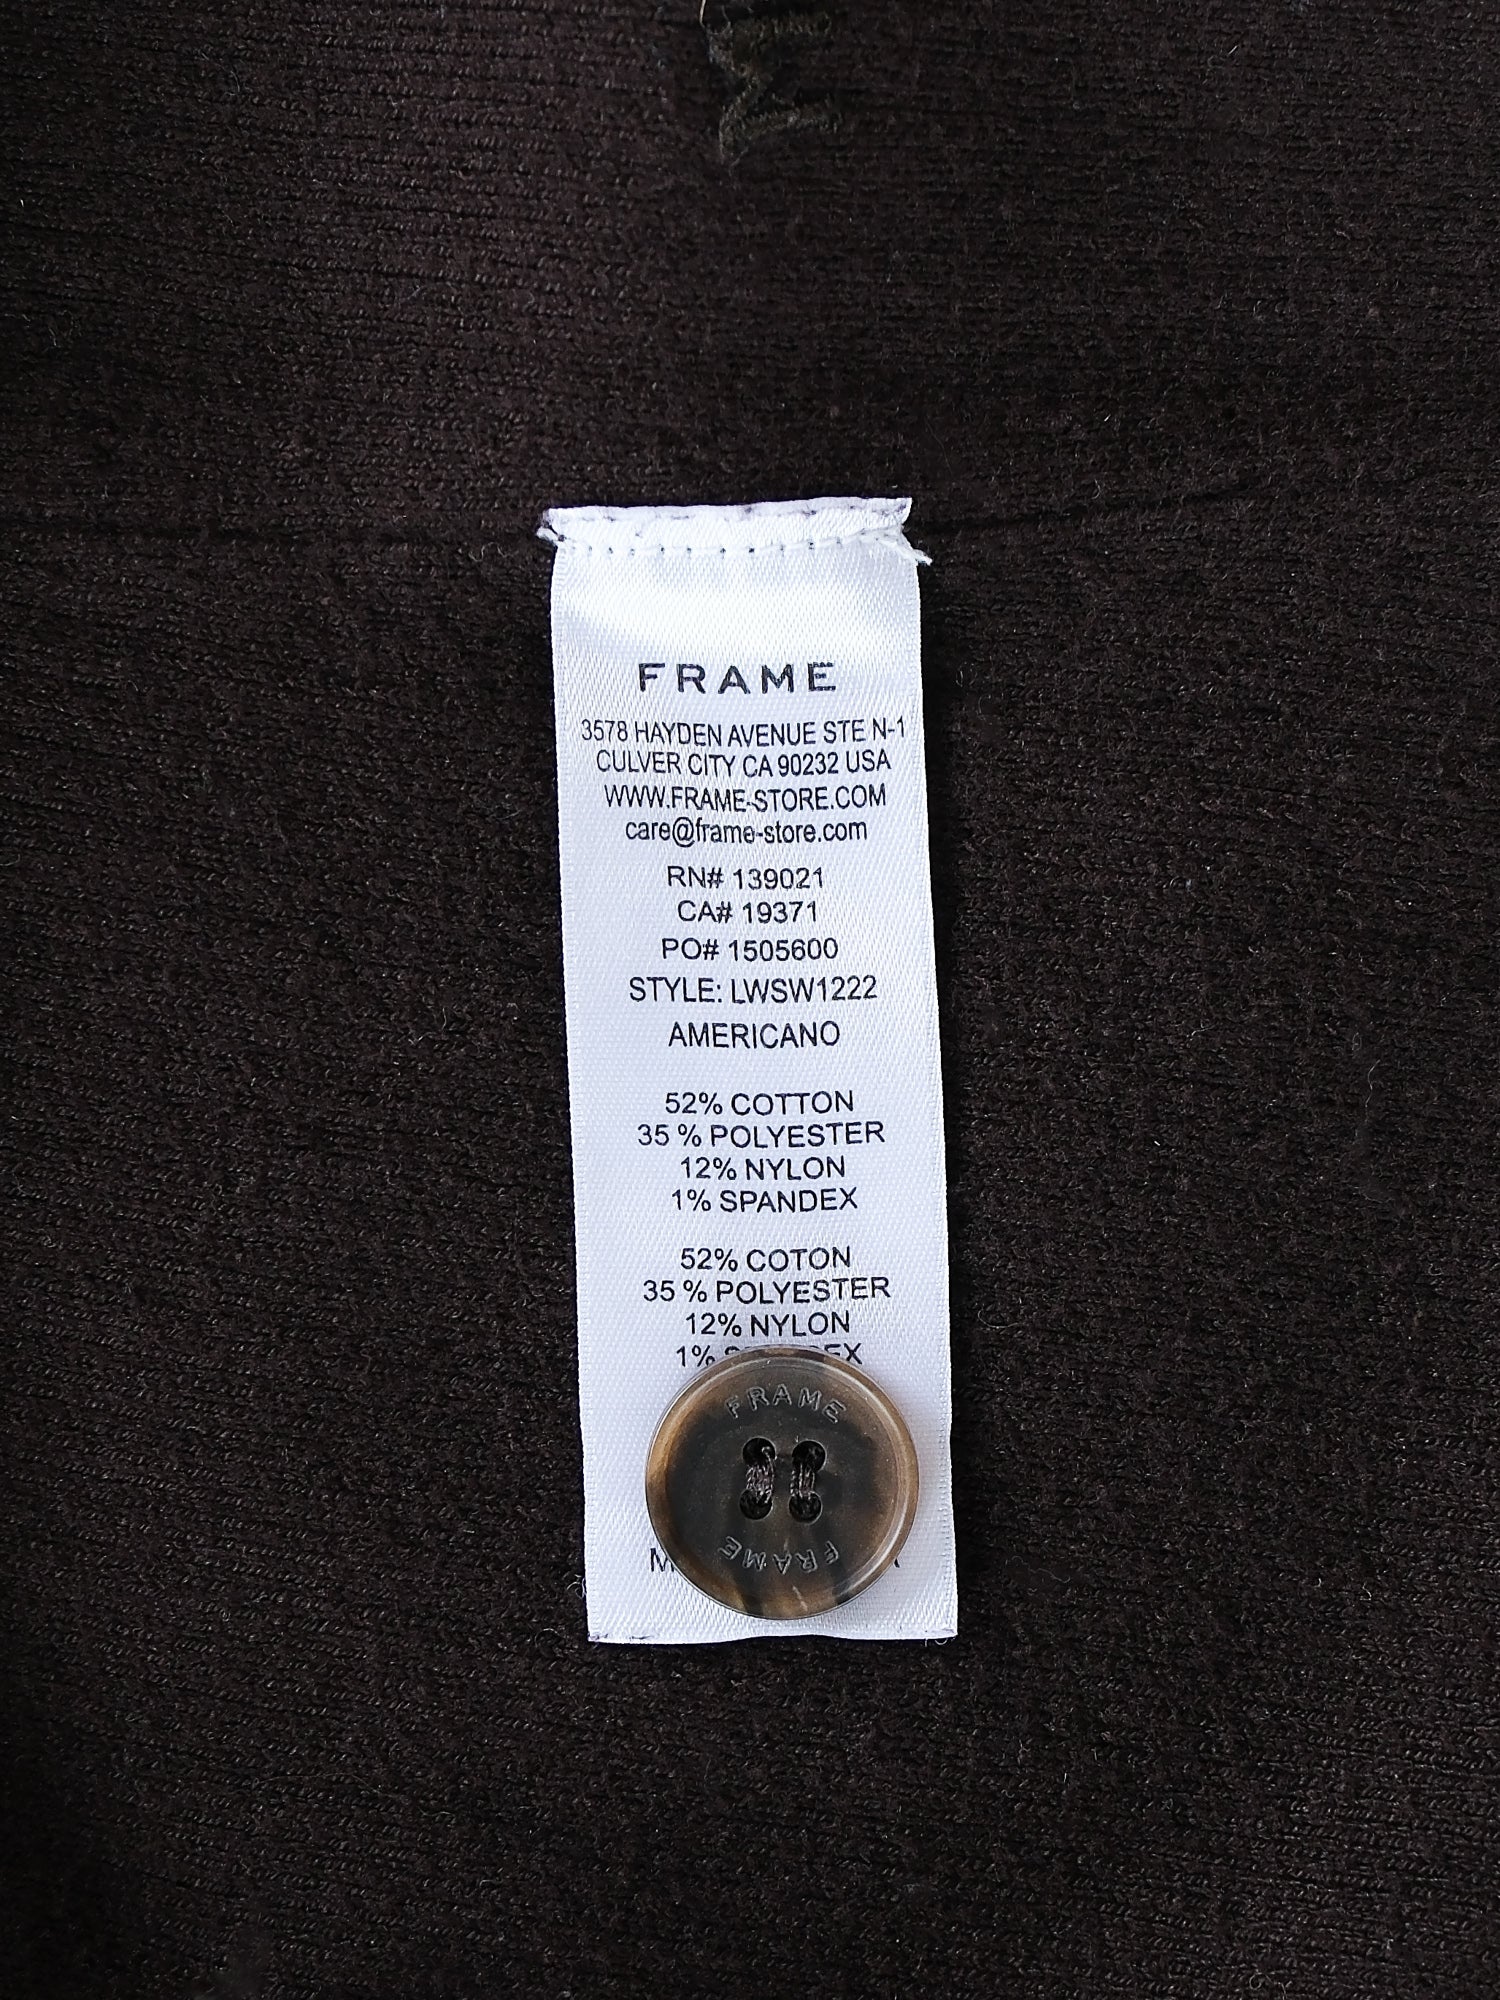 FRAME
3578 HAYDEN AVENUE STE N-1
CULVER CITY CA 90232 USA
WWW.FRAME-STORE.COM
care@frame-store.com
RN# 139021
CA# 19371
PO# 1505600
STYLE: LWSW1222
AMERICANO
52% COTTON
35 % POLYESTER
12% NYLON
1% SPANDEX
52% COTON
35 % POLYESTER
12% NYLON
1%
FRAME
FRAME